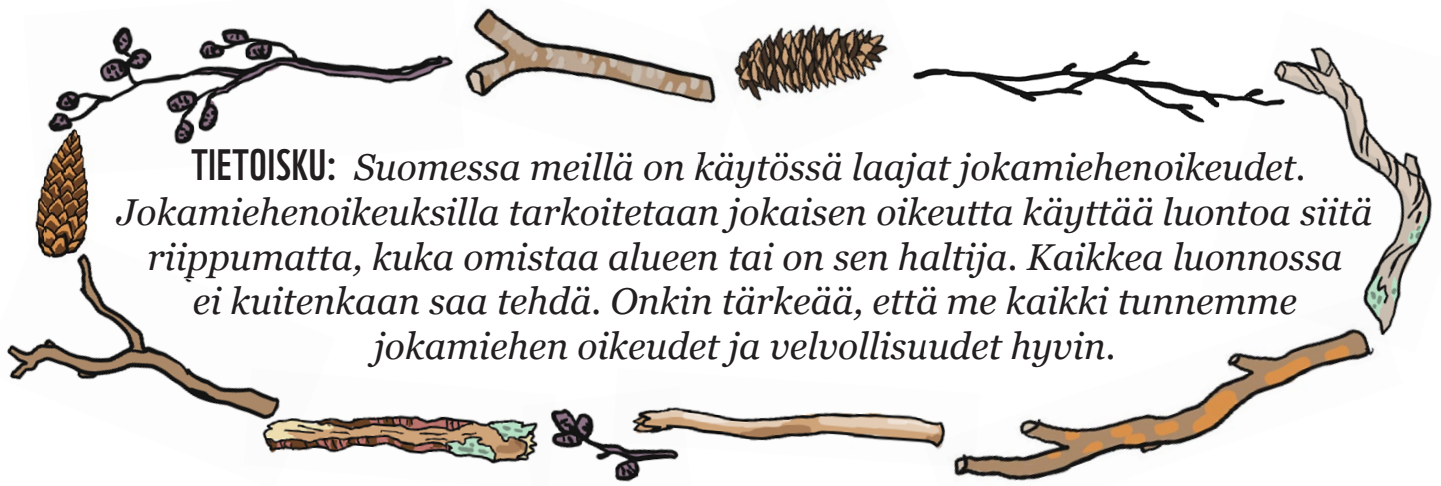 TIETOISKU: Suomessa meillä on käytössä laajat jokamiehenoikeudet.
Jokamiehenoikeuksilla tarkoitetaan jokaisen oikeutta käyttää luontoa siitä
riippumatta, kuka omistaa alueen tai on sen haltija. Kaikkea luonnossa
ei kuitenkaan saa tehdä. Onkin tärkeää, että me kaikki tunnemme
jokamiehen oikeudet ja velvollisuudet hyvin.